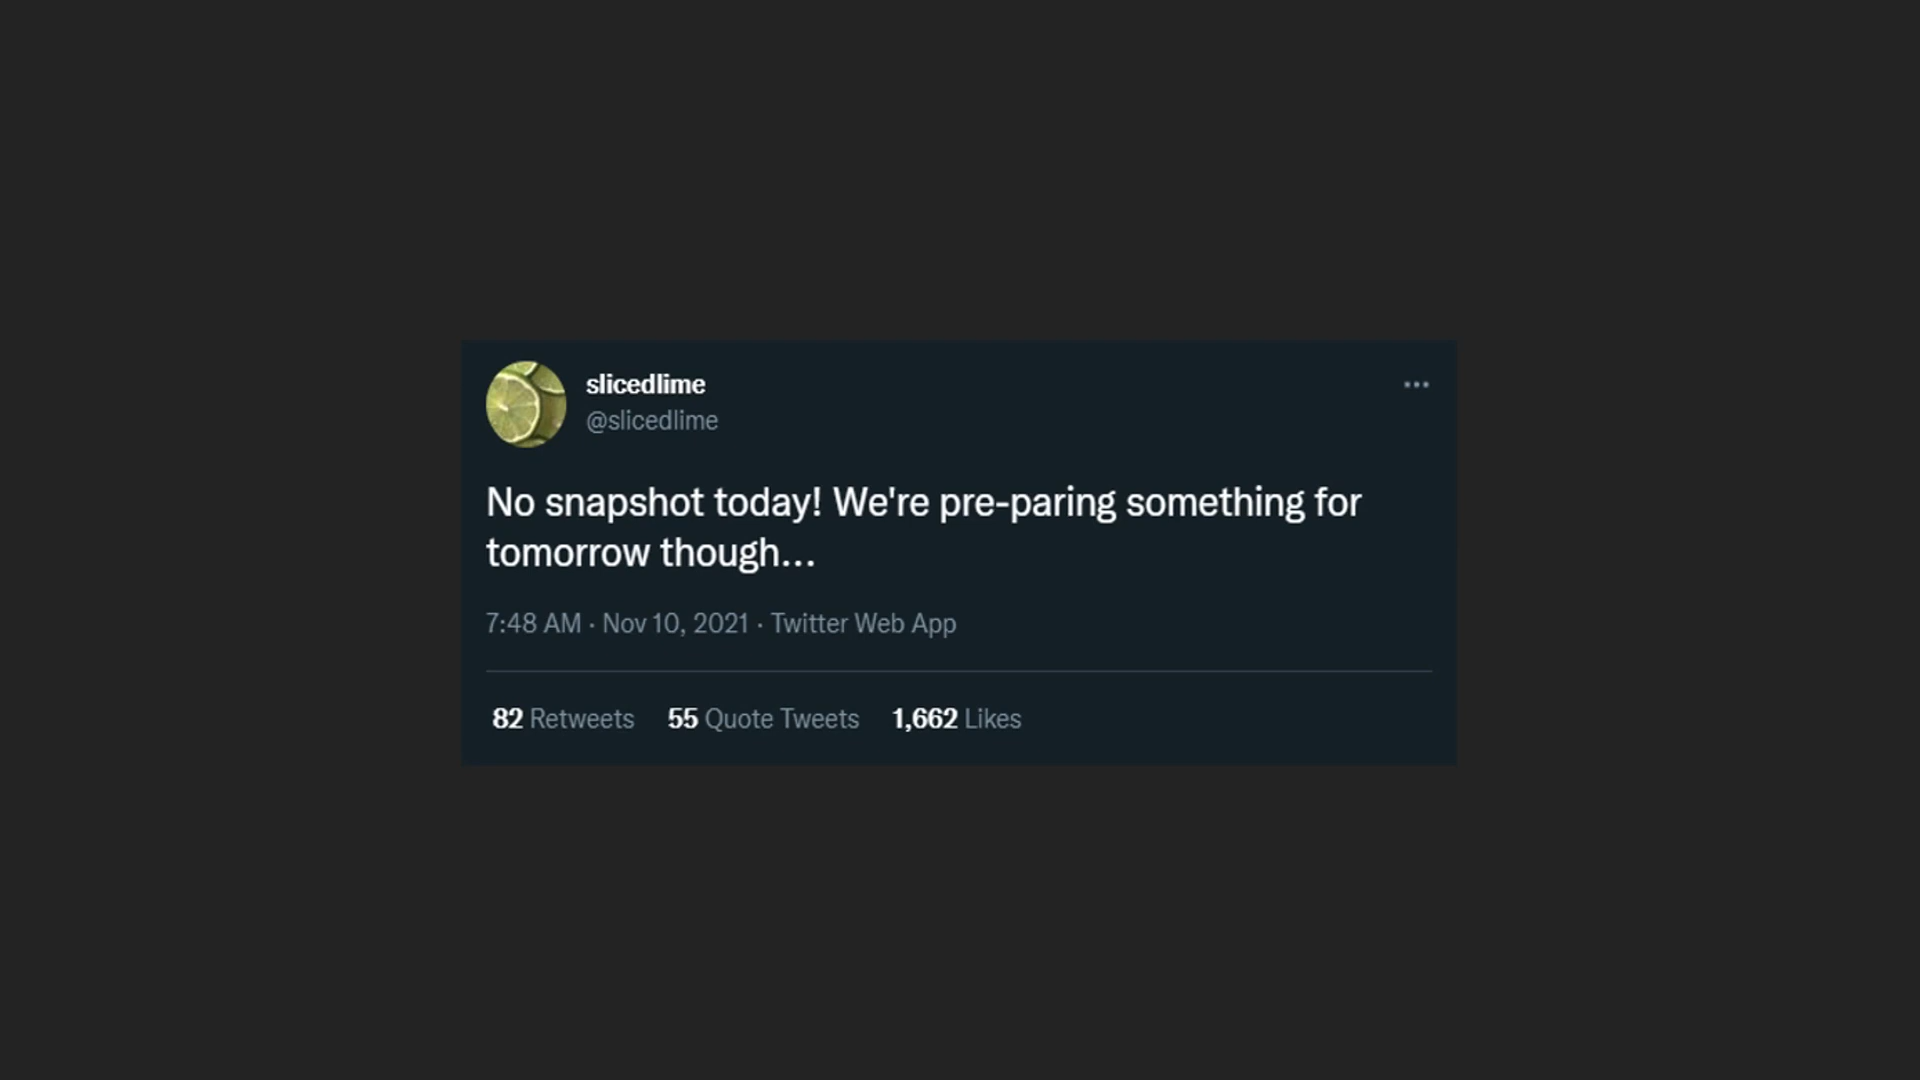 slicedlime
@slicedlime
No snapshot today! We're pre-paring something for
tomorrow though...
7:48 AM · Nov 10, 2021 · Twitter Web App
82 Retweets 55 Quote Tweets 1,662 Likes